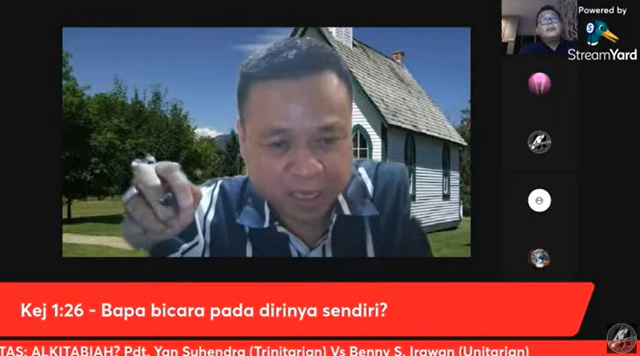 Powered by
StreamYard
Kej 1:26 - Bapa bicara pada dirinya sendiri?
TAS: ALKITABIAH? Pdt. Yan Suhendra (Trinitarian) Vs Benny S. Irawan (Unitarian)